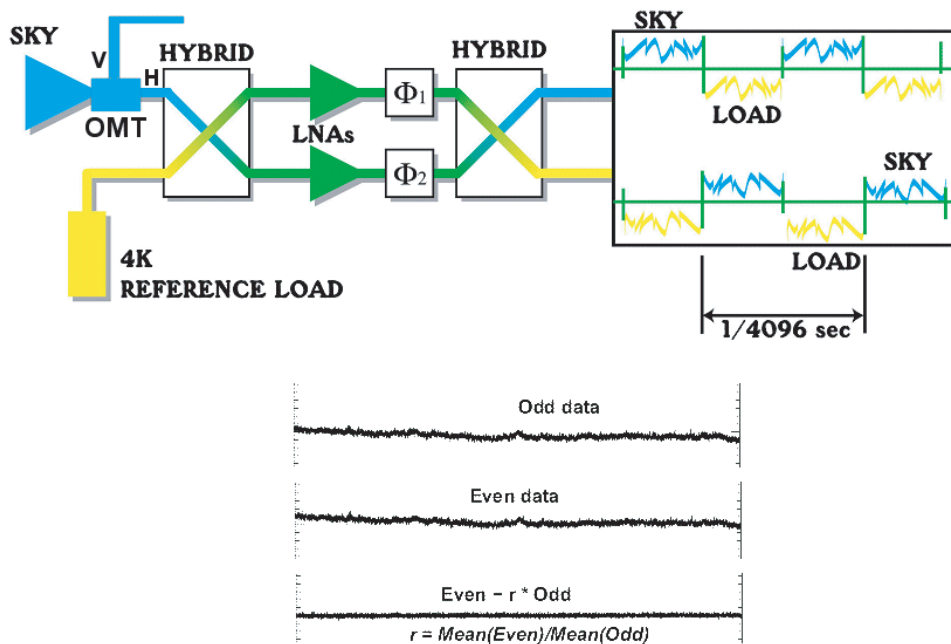 SKY
V
H
OMT
HYBRID
LNAs
Φ1
Φ2
HYBRID
4K
REFERENCE LOAD
SKY
LOAD
SKY
LOAD
1/4096 sec
Odd data
Even data
Even − r * Odd
r = Mean(Even)/Mean(Odd)